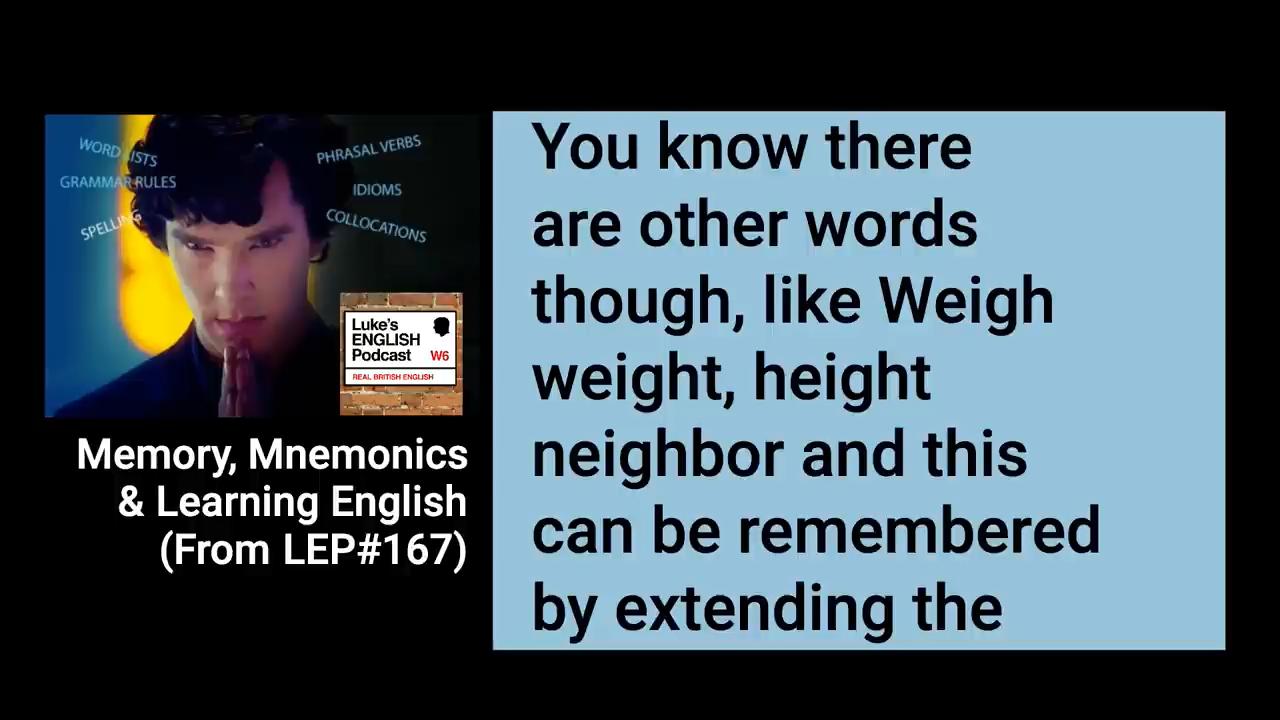 WORD LISTS
GRAMMAR RULES
SPELLING
PHRASAL VERBS
IDIOMS
COLLOCATIONS
Luke's
ENGLISH
Podcast W6
REAL BRITISH ENGLISH
Memory, Mnemonics
& Learning English
(From LEP#167)
You know there
are other words
though, like Weigh
weight, height
neighbor and this
can be remembered
by extending the